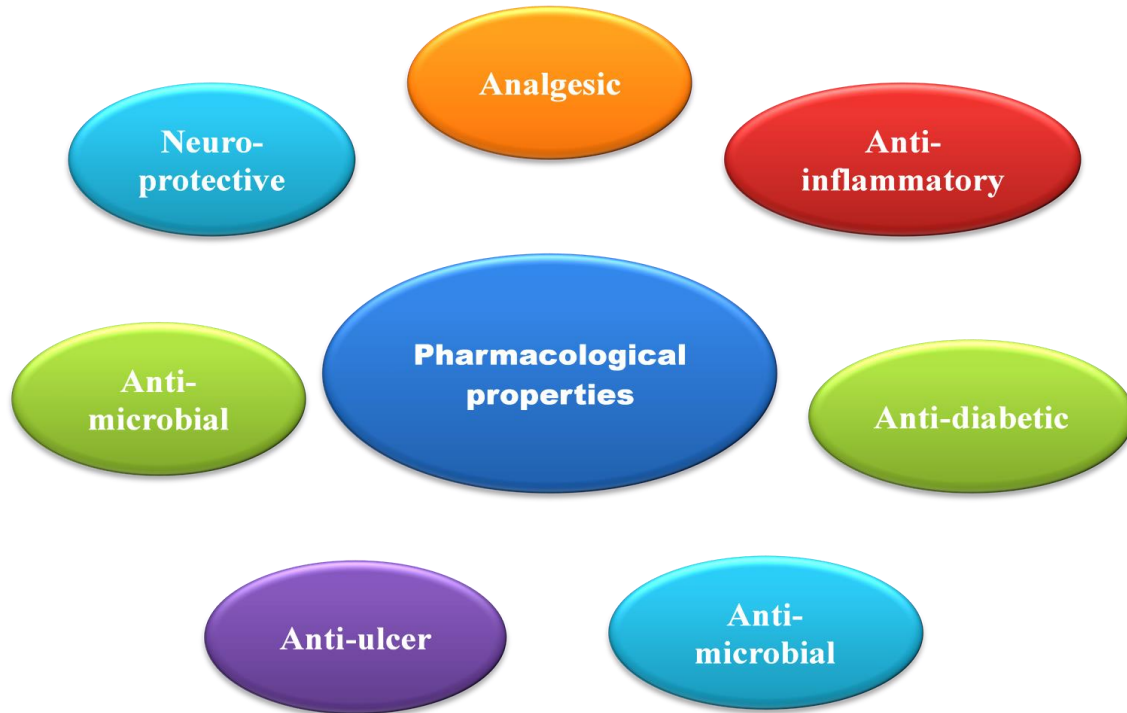 Analgesic
Neuro-
protective
Anti-
inflammatory
Pharmacological
properties
Anti-
microbial
Anti-diabetic
Anti-ulcer
Anti-
microbial